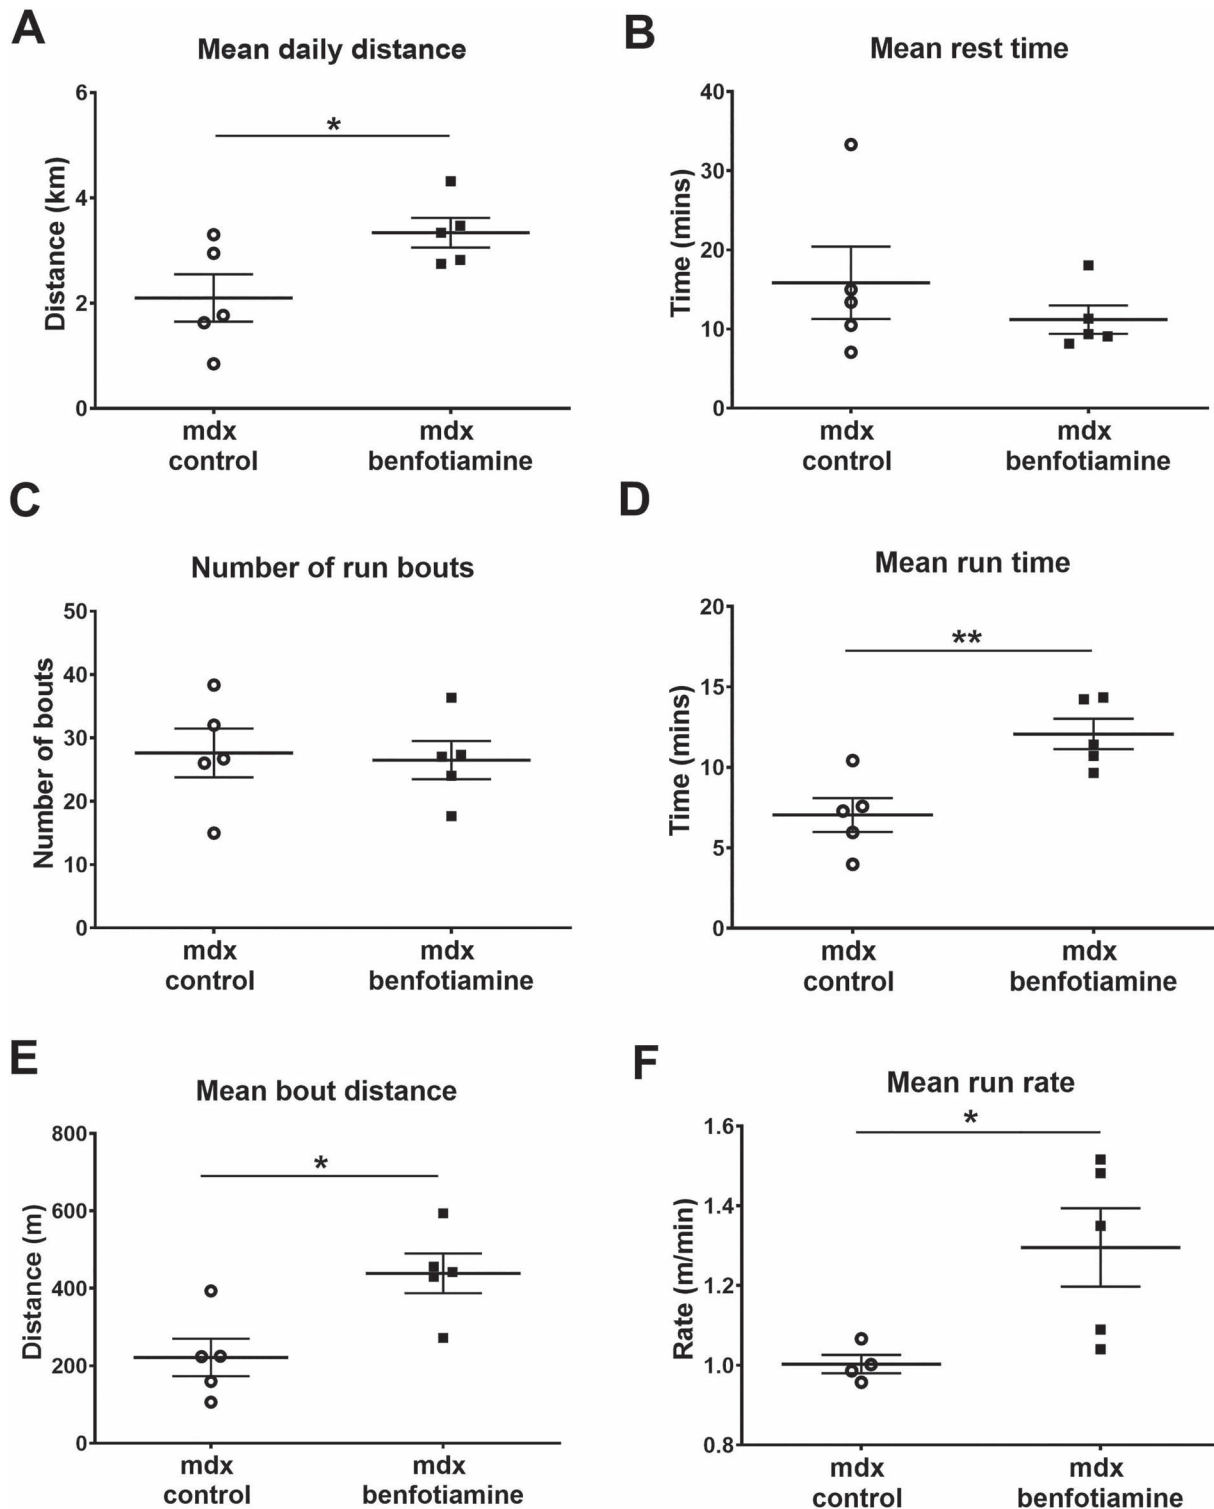 A
Mean daily distance
Distance (km)
6
4
2
0
*
mdx
control
mdx
benfotiamine
B
Mean rest time
Time (mins)
40
30
20
10
0
mdx
control
mdx
benfotiamine
C
Number of run bouts
Number of bouts
50
40
30
20
10
0
mdx
control
mdx
benfotiamine
D
Mean run time
Time (mins)
20
15
10
5
0
**
mdx
control
mdx
benfotiamine
E
Mean bout distance
Distance (m)
800
600
400
200
0
*
mdx
control
mdx
benfotiamine
F
Mean run rate
Rate (m/min)
1.6
1.4
1.2
1.0
0.8
*
mdx
control
mdx
benfotiamine